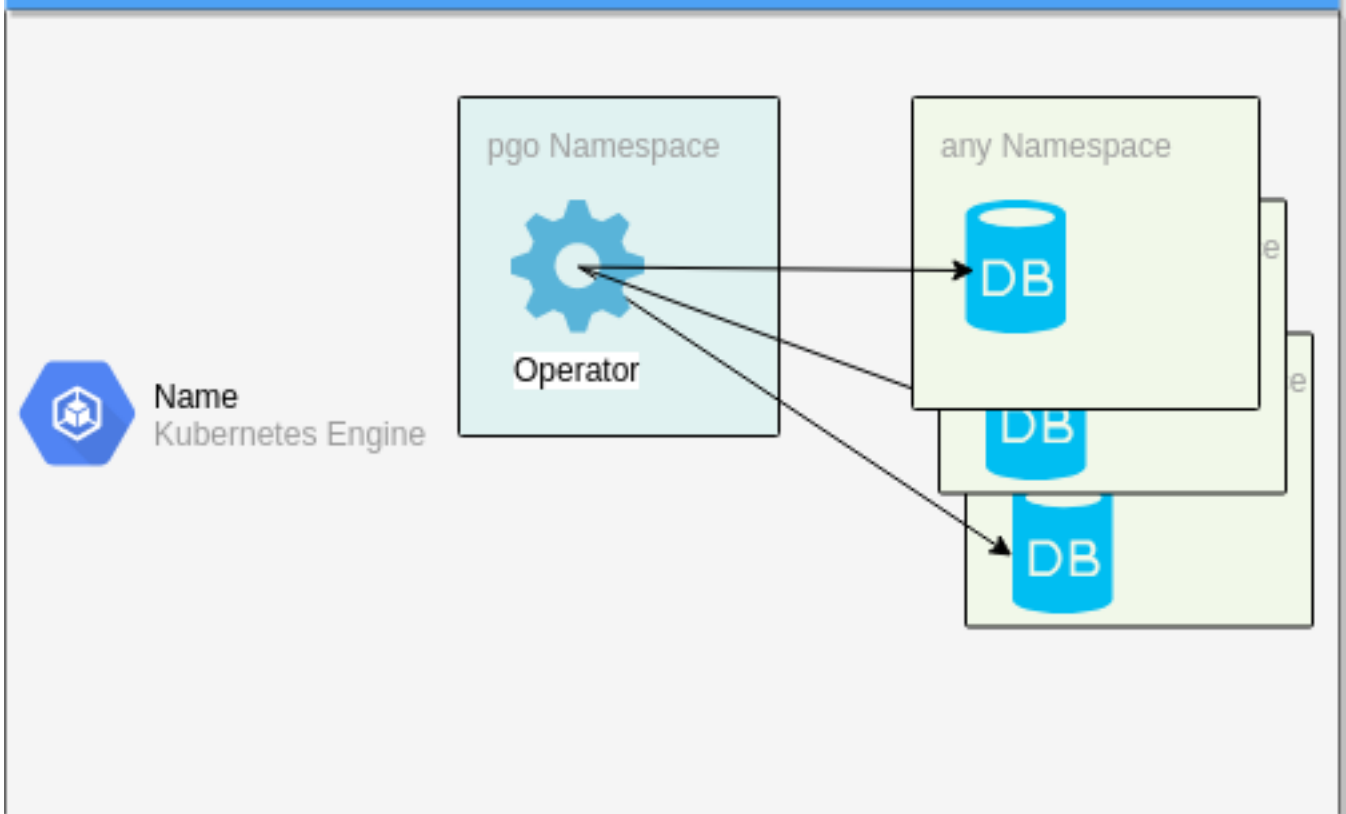 pgo Namespace
any Namespace
DB
e
Operator
e
Name
Kubernetes Engine
DB
DB